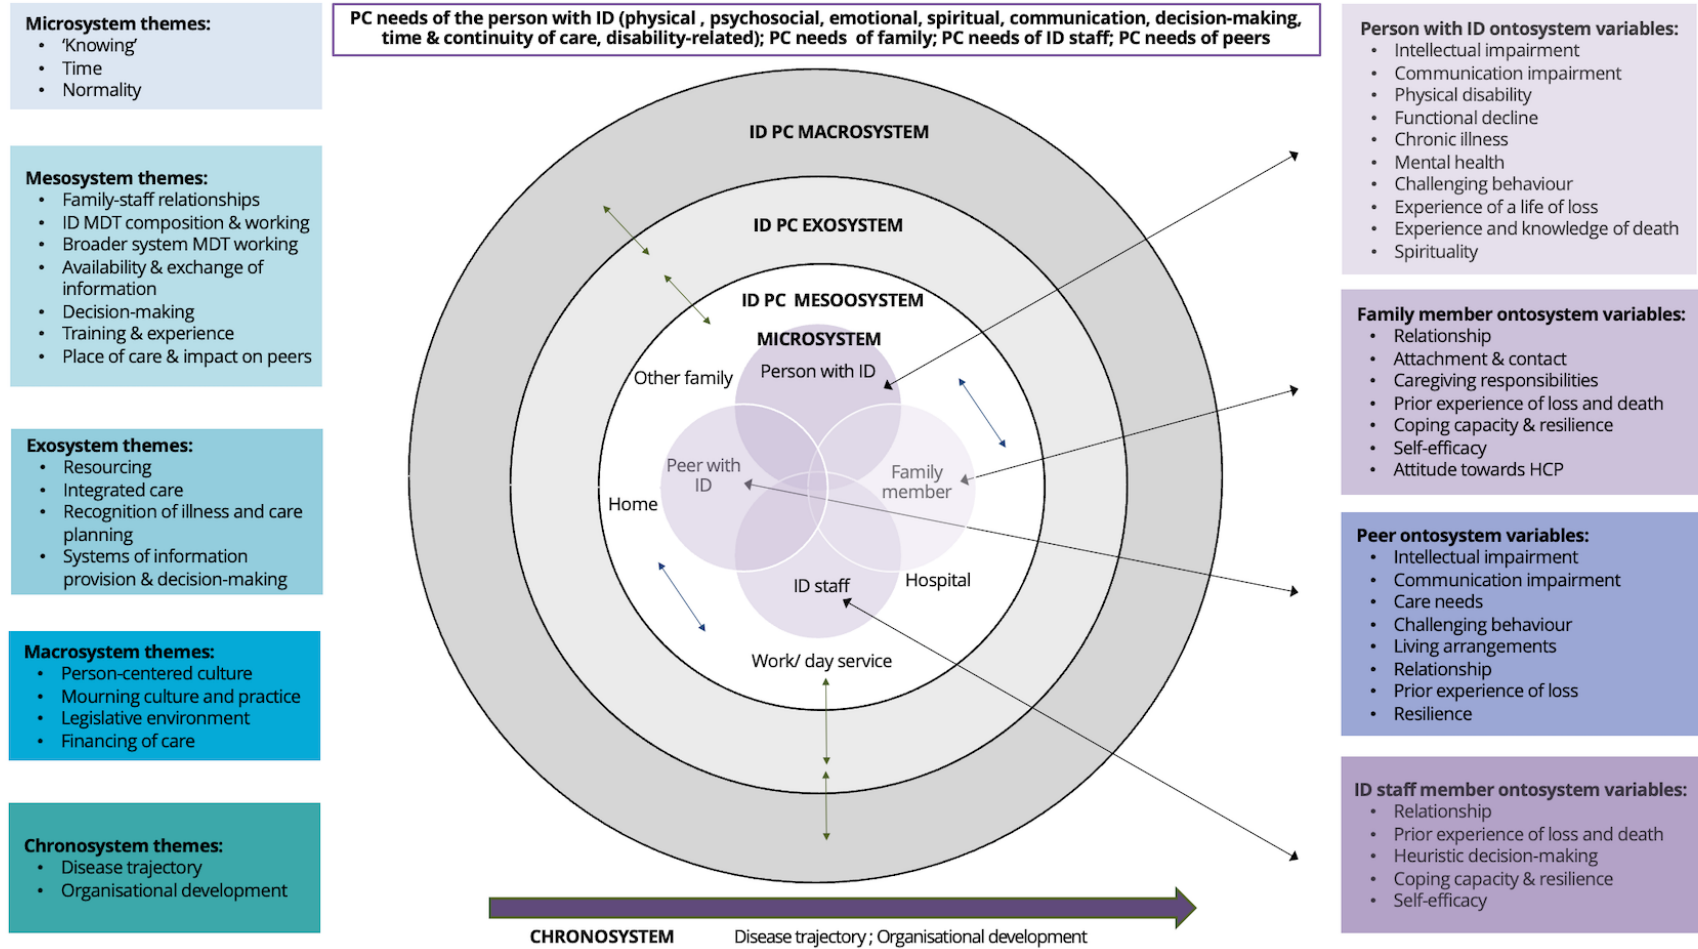 PC needs of the person with ID (physical , psychosocial, emotional, spiritual, communication, decision-making,
time & continuity of care, disability-related); PC needs of family; PC needs of ID staff; PC needs of peers
Microsystem themes:
• ‘Knowing’
• Time
• Normality
Mesosystem themes:
• Family-staff relationships
• ID MDT composition & working
• Broader system MDT working
• Availability & exchange of
information
• Decision-making
• Training & experience
• Place of care & impact on peers
Exosystem themes:
• Resourcing
• Integrated care
• Recognition of illness and care
planning
• Systems of information
provision & decision-making
Macrosystem themes:
• Person-centered culture
• Mourning culture and practice
• Legislative environment
• Financing of care
Chronosystem themes:
• Disease trajectory
• Organisational development
ID PC MACROSYSTEM
ID PC EXOSYSTEM
ID PC MESOOSYSTEM
MICROSYSTEM
Person with ID
Other family
Peer with
ID
Family
member
Home
ID staff
Hospital
Work/ day service
CHRONOSYSTEM
Disease trajectory ; Organisational development
Person with ID ontosystem variables:
• Intellectual impairment
• Communication impairment
• Physical disability
• Functional decline
• Chronic illness
• Mental health
• Challenging behaviour
• Experience of a life of loss
• Experience and knowledge of death
• Spirituality
Family member ontosystem variables:
• Relationship
• Attachment & contact
• Caregiving responsibilities
• Prior experience of loss and death
• Coping capacity & resilience
• Self-efficacy
• Attitude towards HCP
Peer ontosystem variables:
• Intellectual impairment
• Communication impairment
• Care needs
• Challenging behaviour
• Living arrangements
• Relationship
• Prior experience of loss
• Resilience
ID staff member ontosystem variables:
• Relationship
• Prior experience of loss and death
• Heuristic decision-making
• Coping capacity & resilience
• Self-efficacy